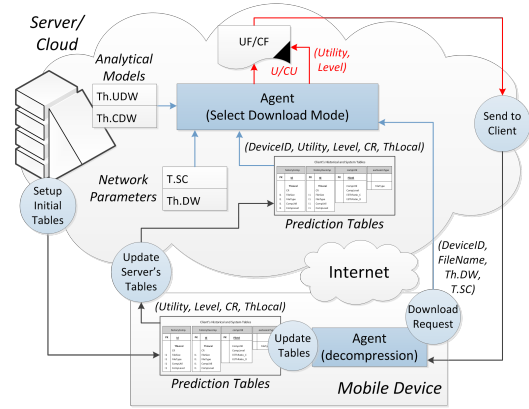 Server/
Cloud
Analytical
Models
Th.UDW
Th.CDW
UF/CF
U/CU
(Utility,
Level)
Agent
(Select Download Mode)
Send to
Client
(DeviceID, Utility, Level, CR, ThLocal)
Network
Parameters
T.SC
Th.DW
Prediction Tables
Setup
Initial
Tables
Update
Server's
Tables
Internet
(DeviceID,
FileName,
Th.DW,
T.SC)
Download
Request
(Utility, Level, CR, ThLocal)
Prediction Tables
Update
Tables
Agent
(decompression)
Mobile Device